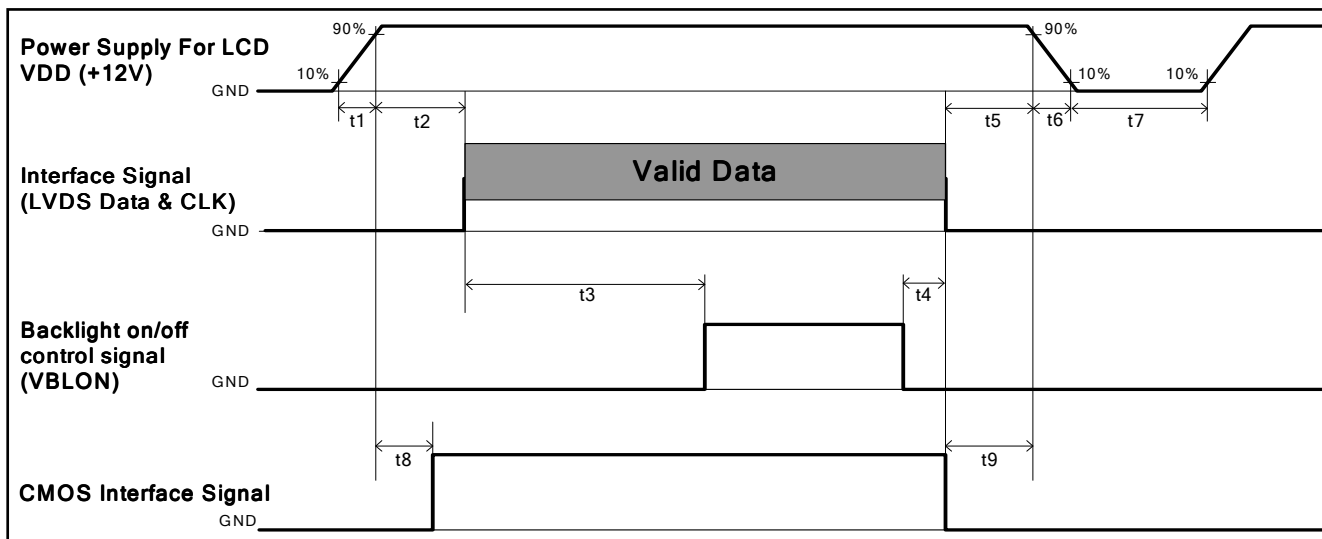 90%
90%
Power Supply For LCD
VDD (+12V)
10%
10%
10%
GND
t1
t2
t5
t6
t7
Valid Data
Interface Signal
(LVDS Data & CLK)
GND
t3
t4
Backlight on/off
control signal
(VBLON)
GND
t8
t9
CMOS Interface Signal
GND